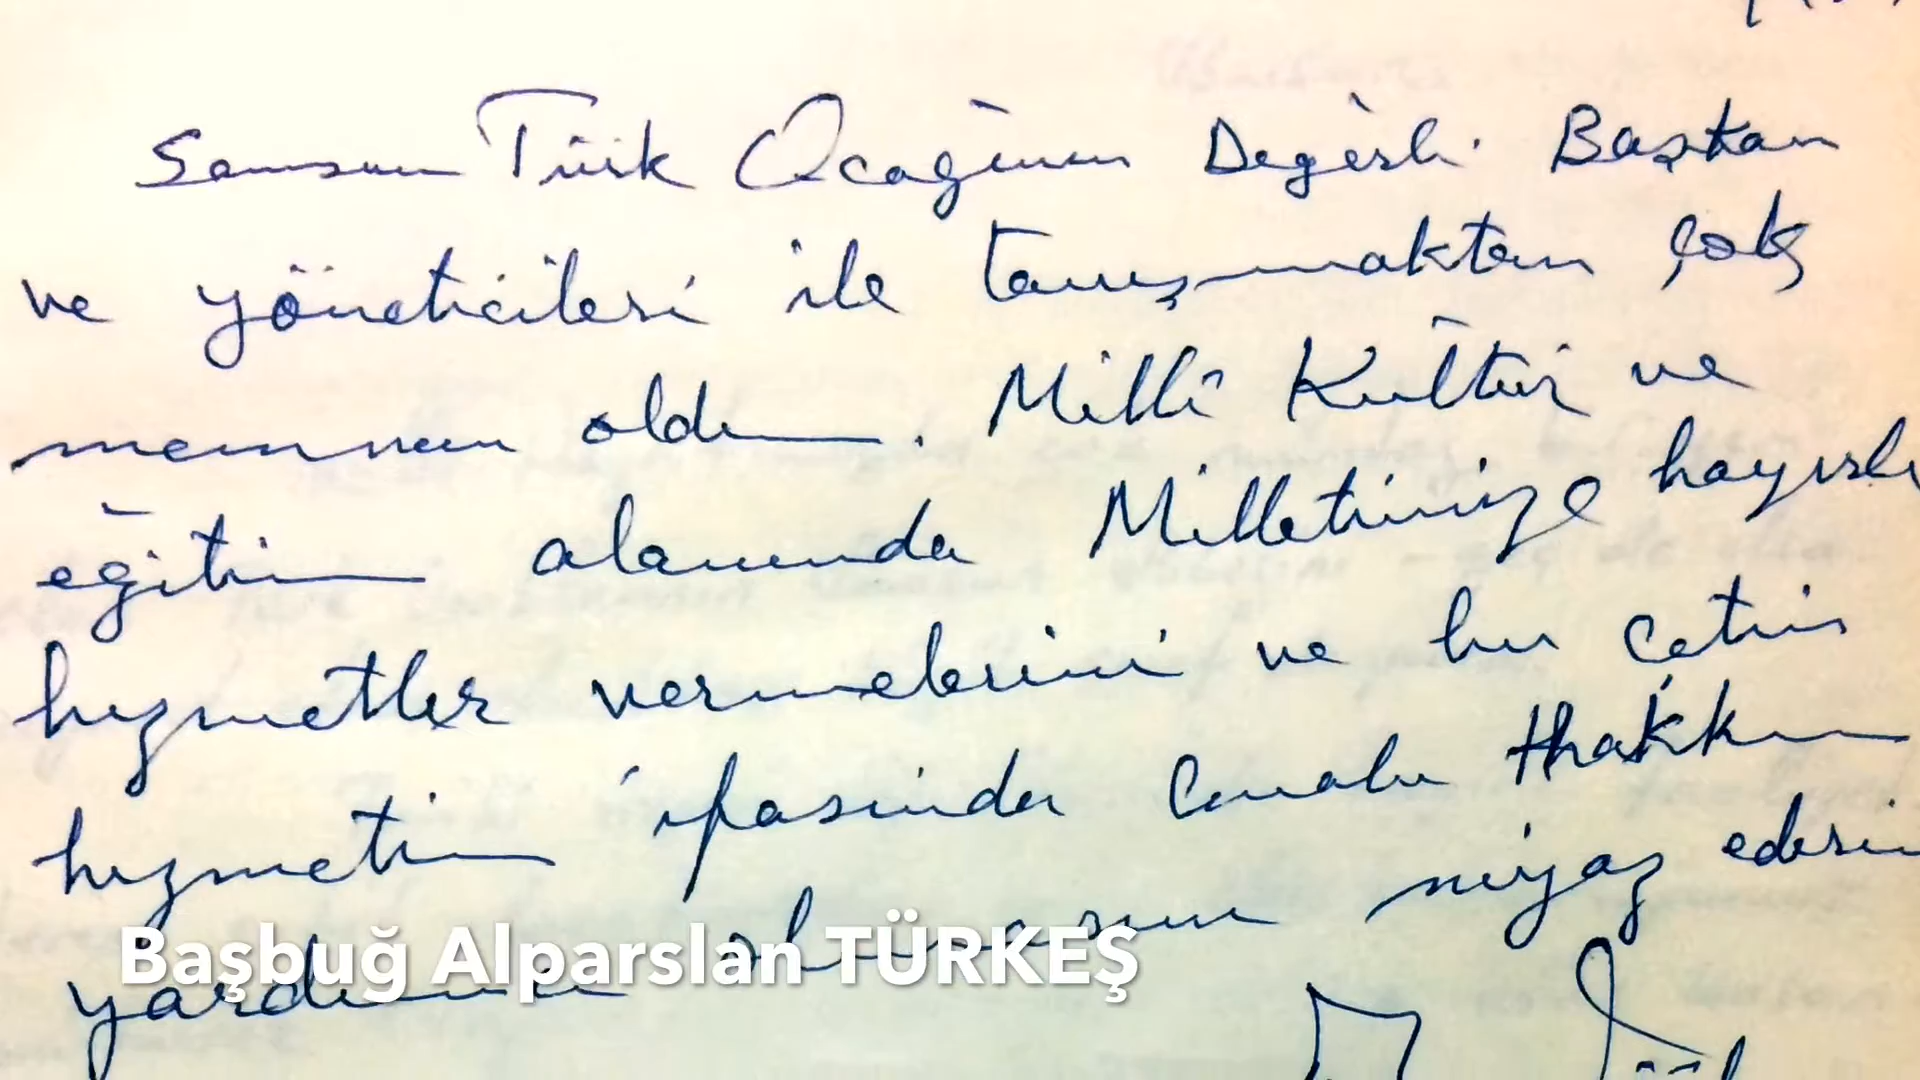 Samsun Türk Ocağının Değerli Başkan
ve yöneticileri ile tanışmaktan çok
memnun oldum. Millî Kültür ve
eğitim alanında Milletimize hayırlı
hizmetler vermelerini ve bu çetin
hizmetin ifasında Cenabı Hakkın
yardımcı olmasını niyaz ederim
Başbuğ Alparslan TÜRKEŞ